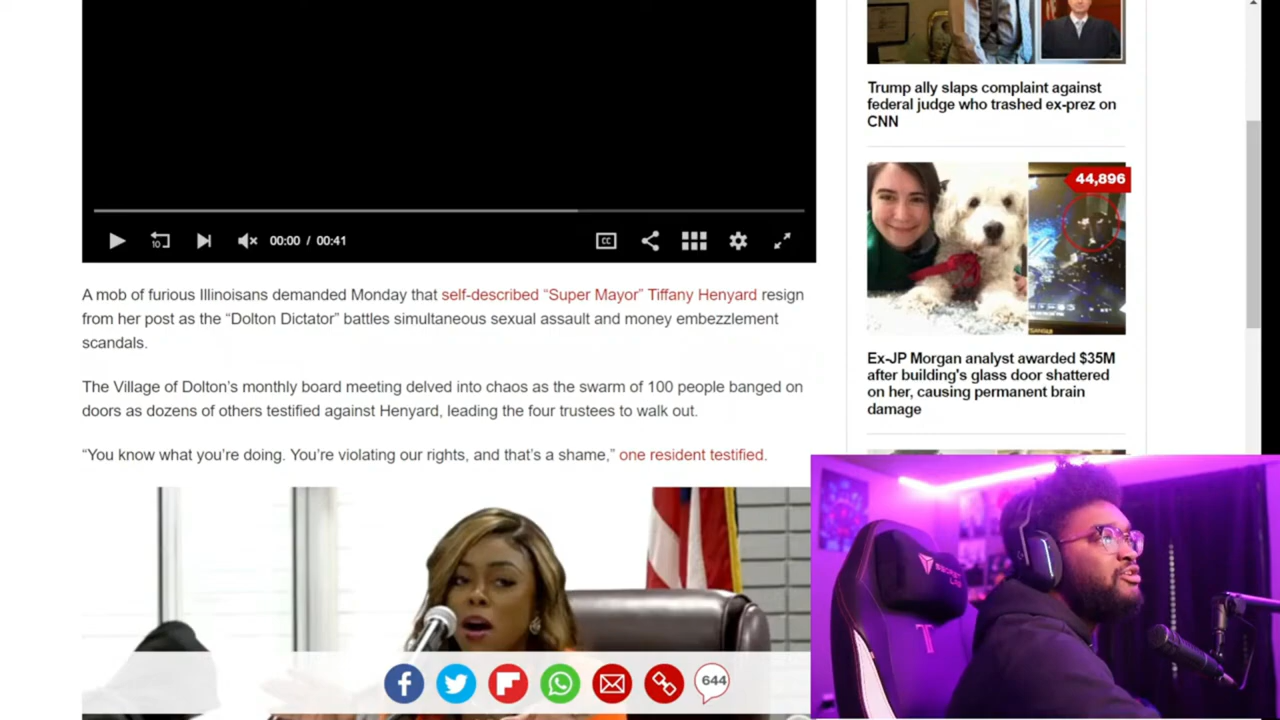 Trump ally slaps complaint against
federal judge who trashed ex-prez on
CNN
44,896
00:00 / 00:41
CC
10
A mob of furious Illinoisans demanded Monday that self-described “Super Mayor” Tiffany Henyard resign
from her post as the “Dolton Dictator” battles simultaneous sexual assault and money embezzlement
scandals.
The Village of Dolton’s monthly board meeting delved into chaos as the swarm of 100 people banged on
doors as dozens of others testified against Henyard, leading the four trustees to walk out.
“You know what you’re doing. You’re violating our rights, and that’s a shame,” one resident testified.
Ex-JP Morgan analyst awarded $35M
after building's glass door shattered
on her, causing permanent brain
damage
644
SECRET
LAB